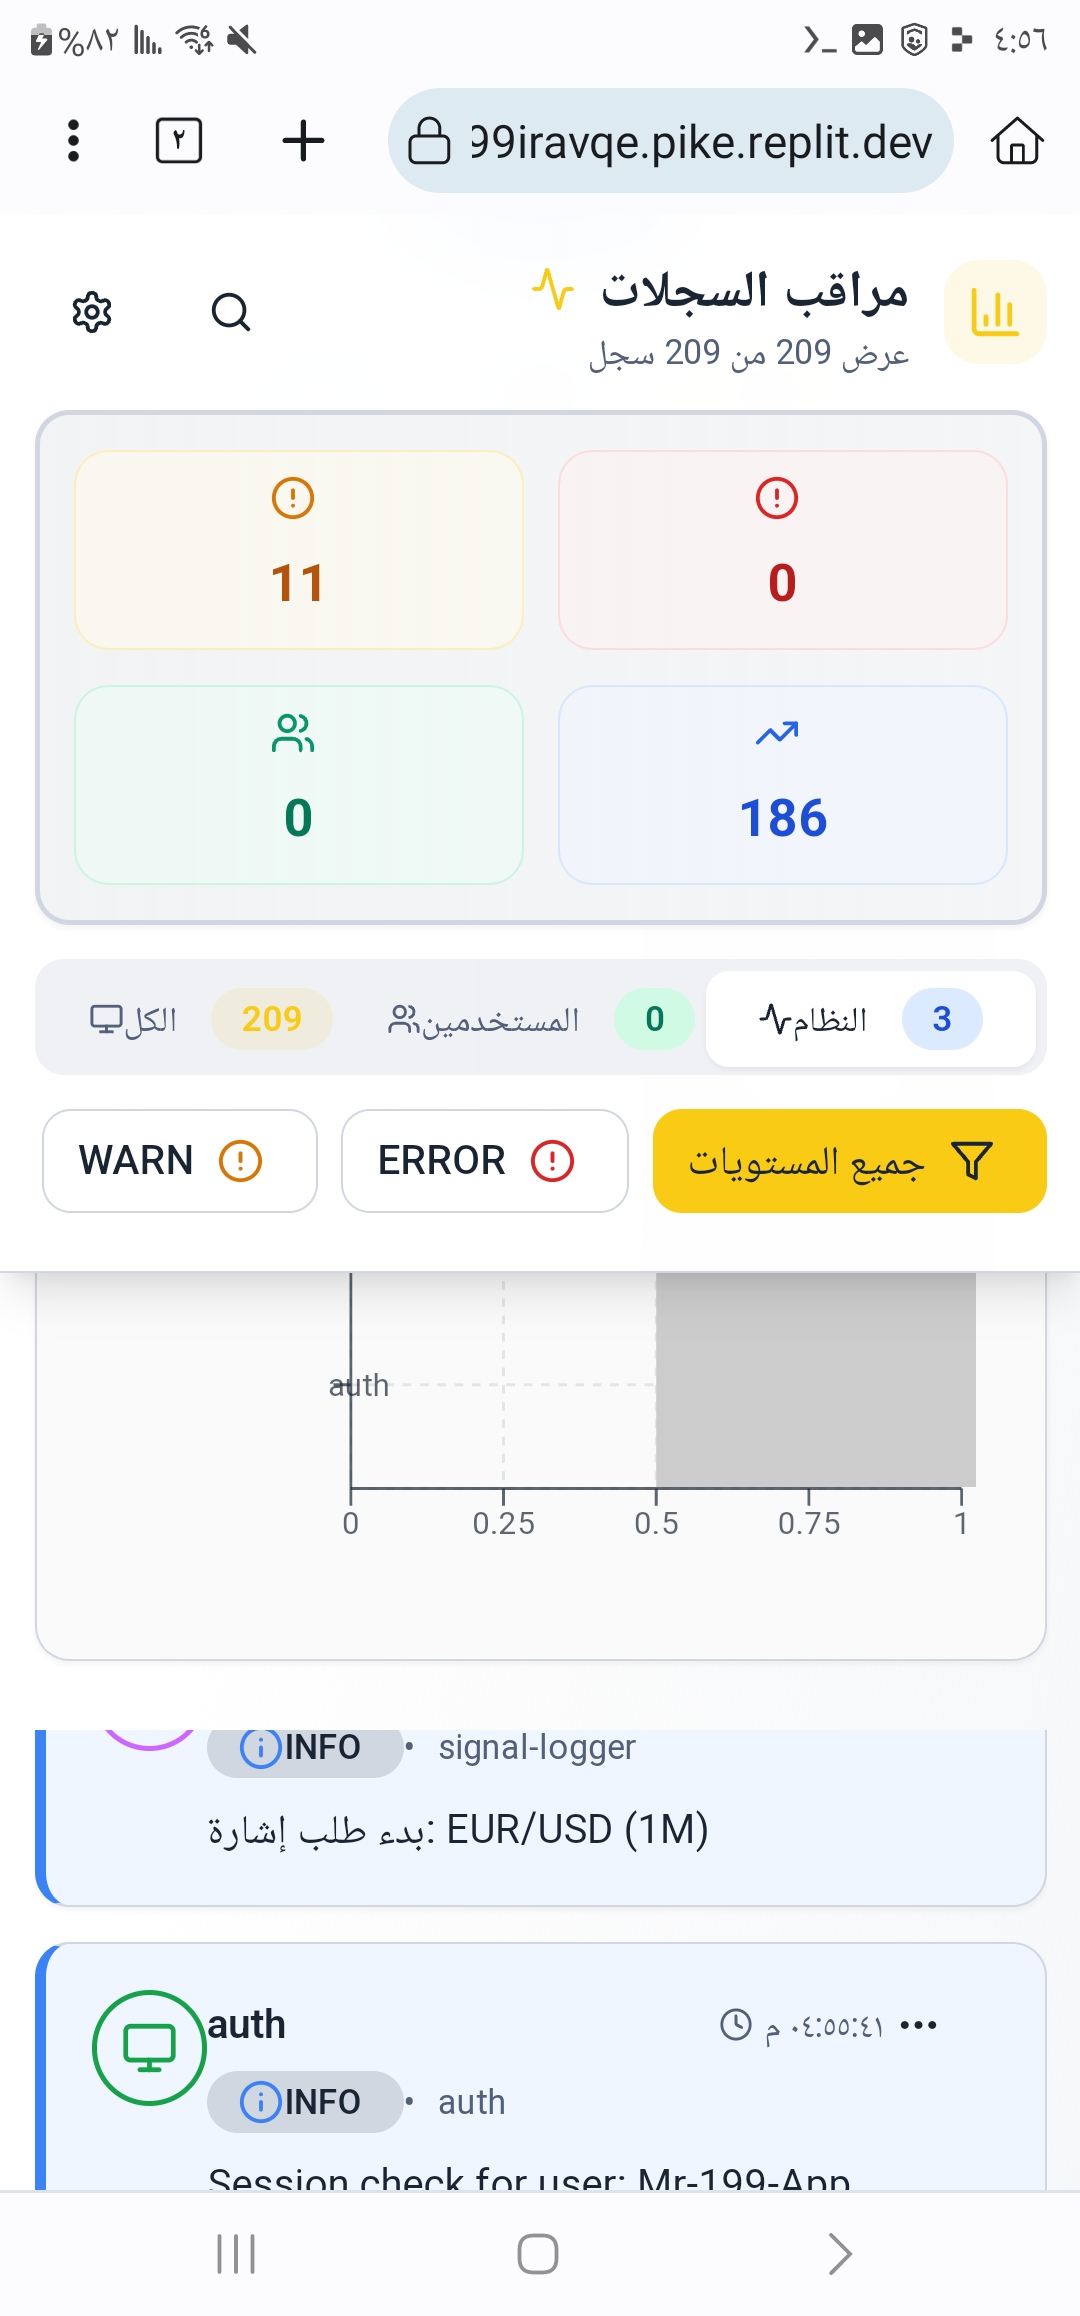 %٨٢
٤:٥٦
٢
99iravqe.pike.replit.dev
مراقب السجلات
عرض 209 من 209 سجل
0
11
186
0
3 النظام
0 المستخدمين
209 الكل
جميع المستويات
ERROR
WARN
auth
0 0.25 0.5 0.75 1
INFO • signal-logger
بدء طلب إشارة: EUR/USD (1M)
auth
٠٤:٥٥:٤١ م
INFO • auth
Session check for user: Mr-199-App